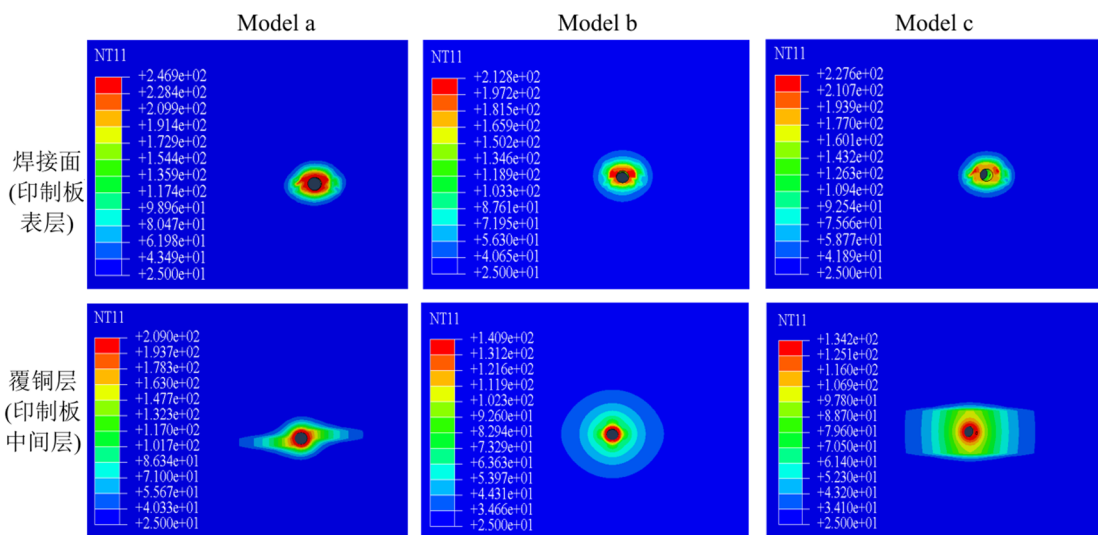 Model a
Model b
Model c
焊接面
(印制板
表层)
NT11
+2.469e+02
+2.284e+02
+2.099e+02
+1.914e+02
+1.729e+02
+1.544e+02
+1.359e+02
+1.174e+02
+9.896e+01
+8.047e+01
+6.198e+01
+4.349e+01
+2.500e+01
NT11
+2.128e+02
+1.972e+02
+1.815e+02
+1.659e+02
+1.502e+02
+1.346e+02
+1.189e+02
+1.033e+02
+8.761e+01
+7.195e+01
+5.630e+01
+4.065e+01
+2.500e+01
NT11
+2.276e+02
+2.107e+02
+1.939e+02
+1.770e+02
+1.601e+02
+1.432e+02
+1.263e+02
+1.094e+02
+9.254e+01
+7.566e+01
+5.877e+01
+4.189e+01
+2.500e+01
覆铜层
(印制板
中间层)
NT11
+2.090e+02
+1.937e+02
+1.783e+02
+1.630e+02
+1.477e+02
+1.323e+02
+1.170e+02
+1.017e+02
+8.634e+01
+7.100e+01
+5.567e+01
+4.033e+01
+2.500e+01
NT11
+1.409e+02
+1.312e+02
+1.216e+02
+1.119e+02
+1.023e+02
+9.260e+01
+8.294e+01
+7.329e+01
+6.363e+01
+5.397e+01
+4.431e+01
+3.466e+01
+2.500e+01
NT11
+1.342e+02
+1.251e+02
+1.160e+02
+1.069e+02
+9.780e+01
+8.870e+01
+7.960e+01
+7.050e+01
+6.140e+01
+5.230e+01
+4.320e+01
+3.410e+01
+2.500e+01